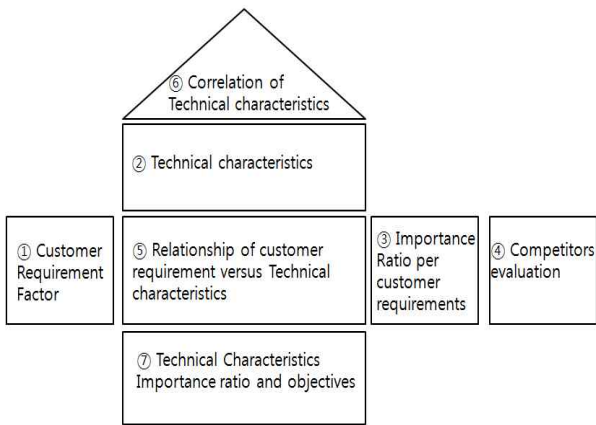 ⑥ Correlation of
Technical characteristics
② Technical characteristics
① Customer
Requirement
Factor
⑤ Relationship of customer
requirement versus Technical
characteristics
③ Importance
Ratio per
customer
requirements
④ Competitors
evaluation
⑦ Technical Characteristics
Importance ratio and objectives